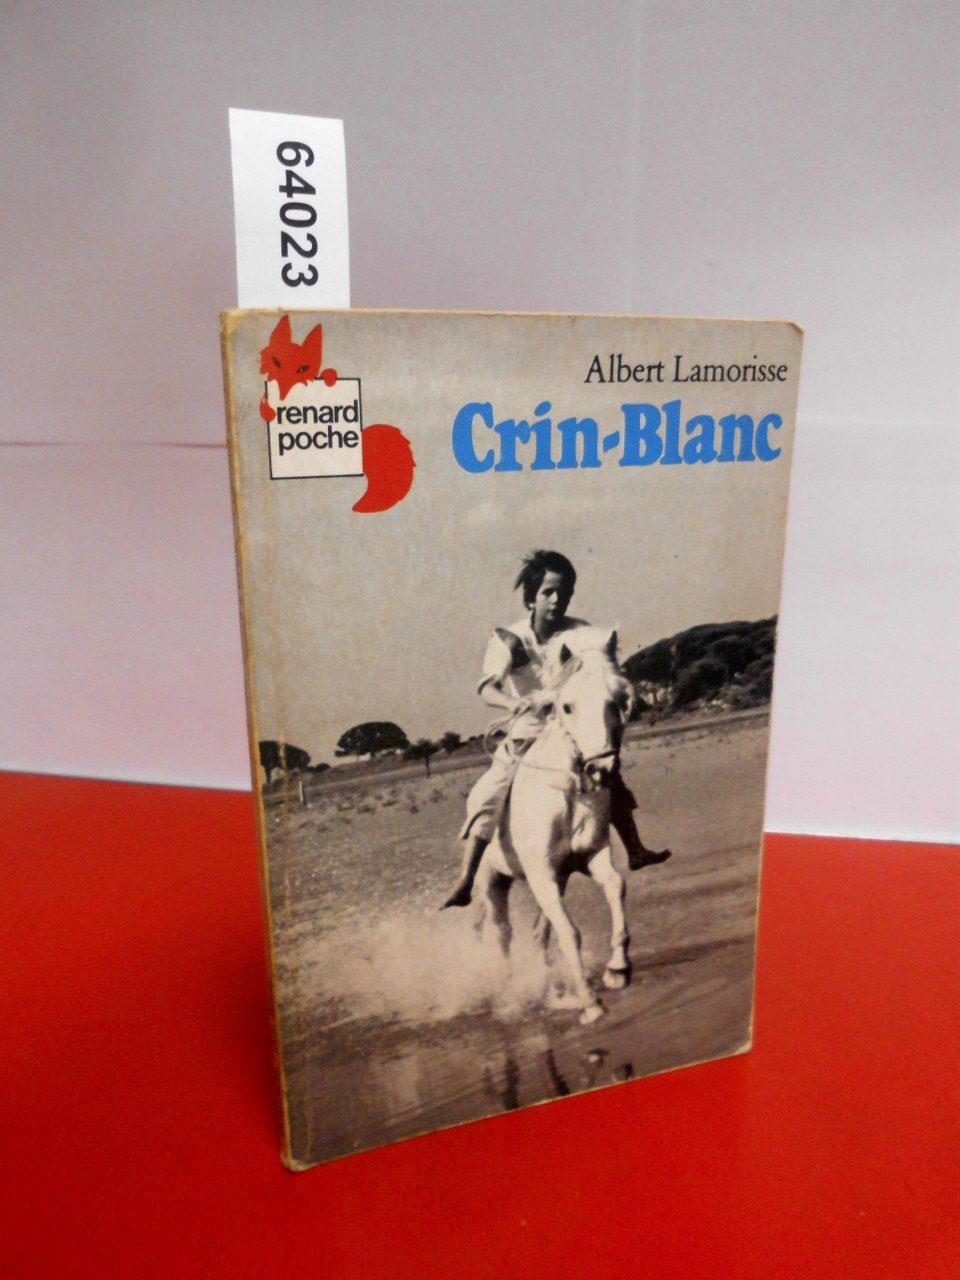 64023
renard
poche
Albert Lamorisse
Crin-Blanc